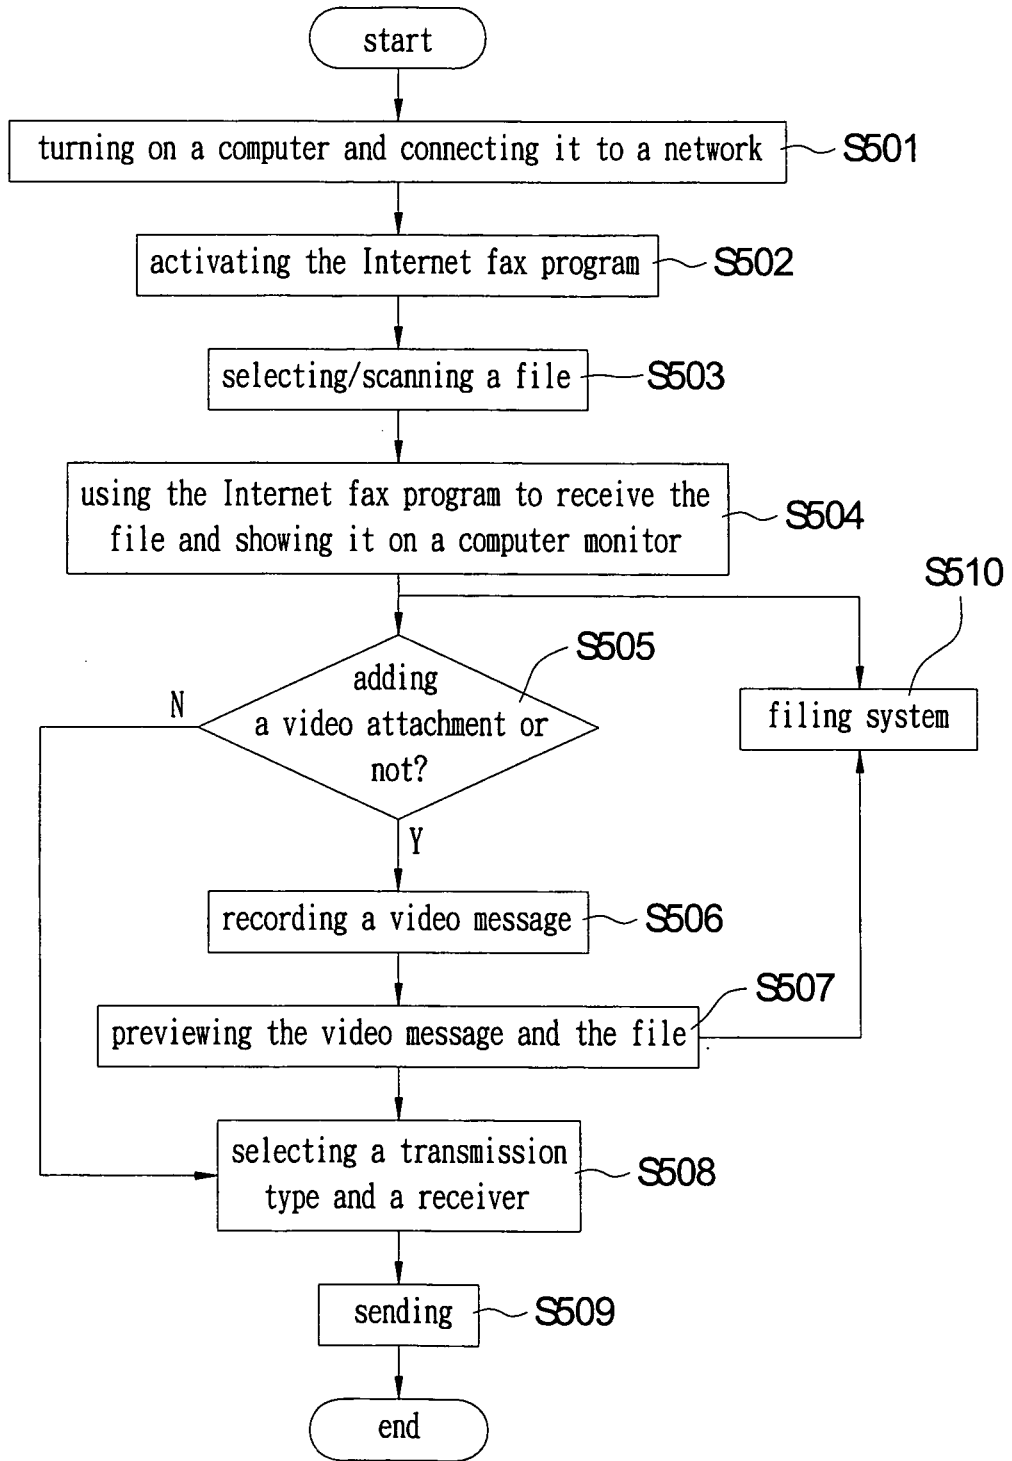 start
turning on a computer and connecting it to a network
S501
activating the Internet fax program
S502
selecting/scanning a file
S503
using the Internet fax program to receive the
file and showing it on a computer monitor
S504
S510
filing system
S505
adding
a video attachment or
not?
N
Y
recording a video message
S506
S507
previewing the video message and the file
selecting a transmission
type and a receiver
S508
sending
S509
end